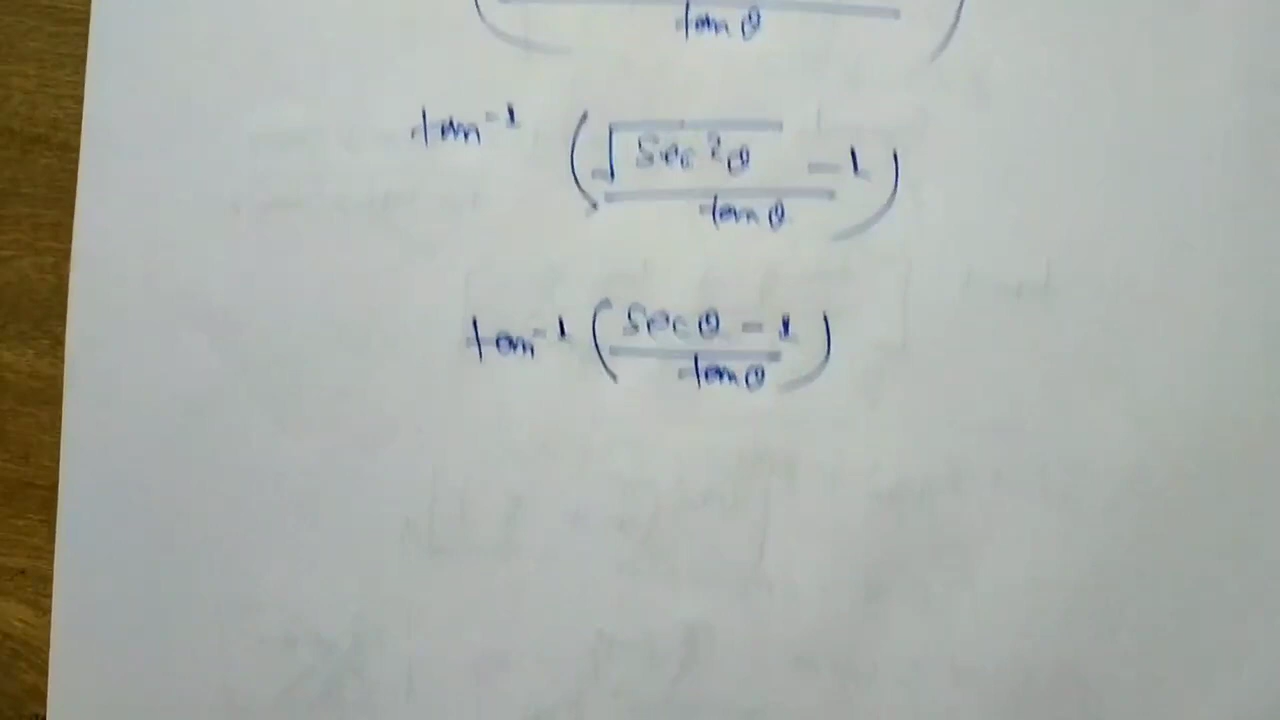 tan θ
tan⁻¹ (√sec²θ - 1 / tan θ)
tan⁻¹ (sec θ - 1 / tan θ)